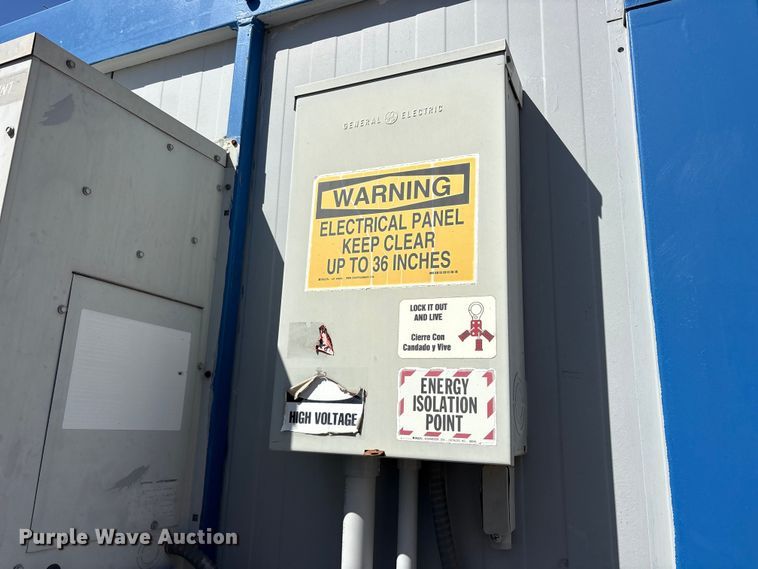 GENERAL GE ELECTRIC
WARNING
ELECTRICAL PANEL
KEEP CLEAR
UP TO 36 INCHES
LOCK IT OUT
AND LIVE
Cierre Con
Candado y Vive
HIGH VOLTAGE
ENERGY
ISOLATION
POINT
Purple Wave Auction